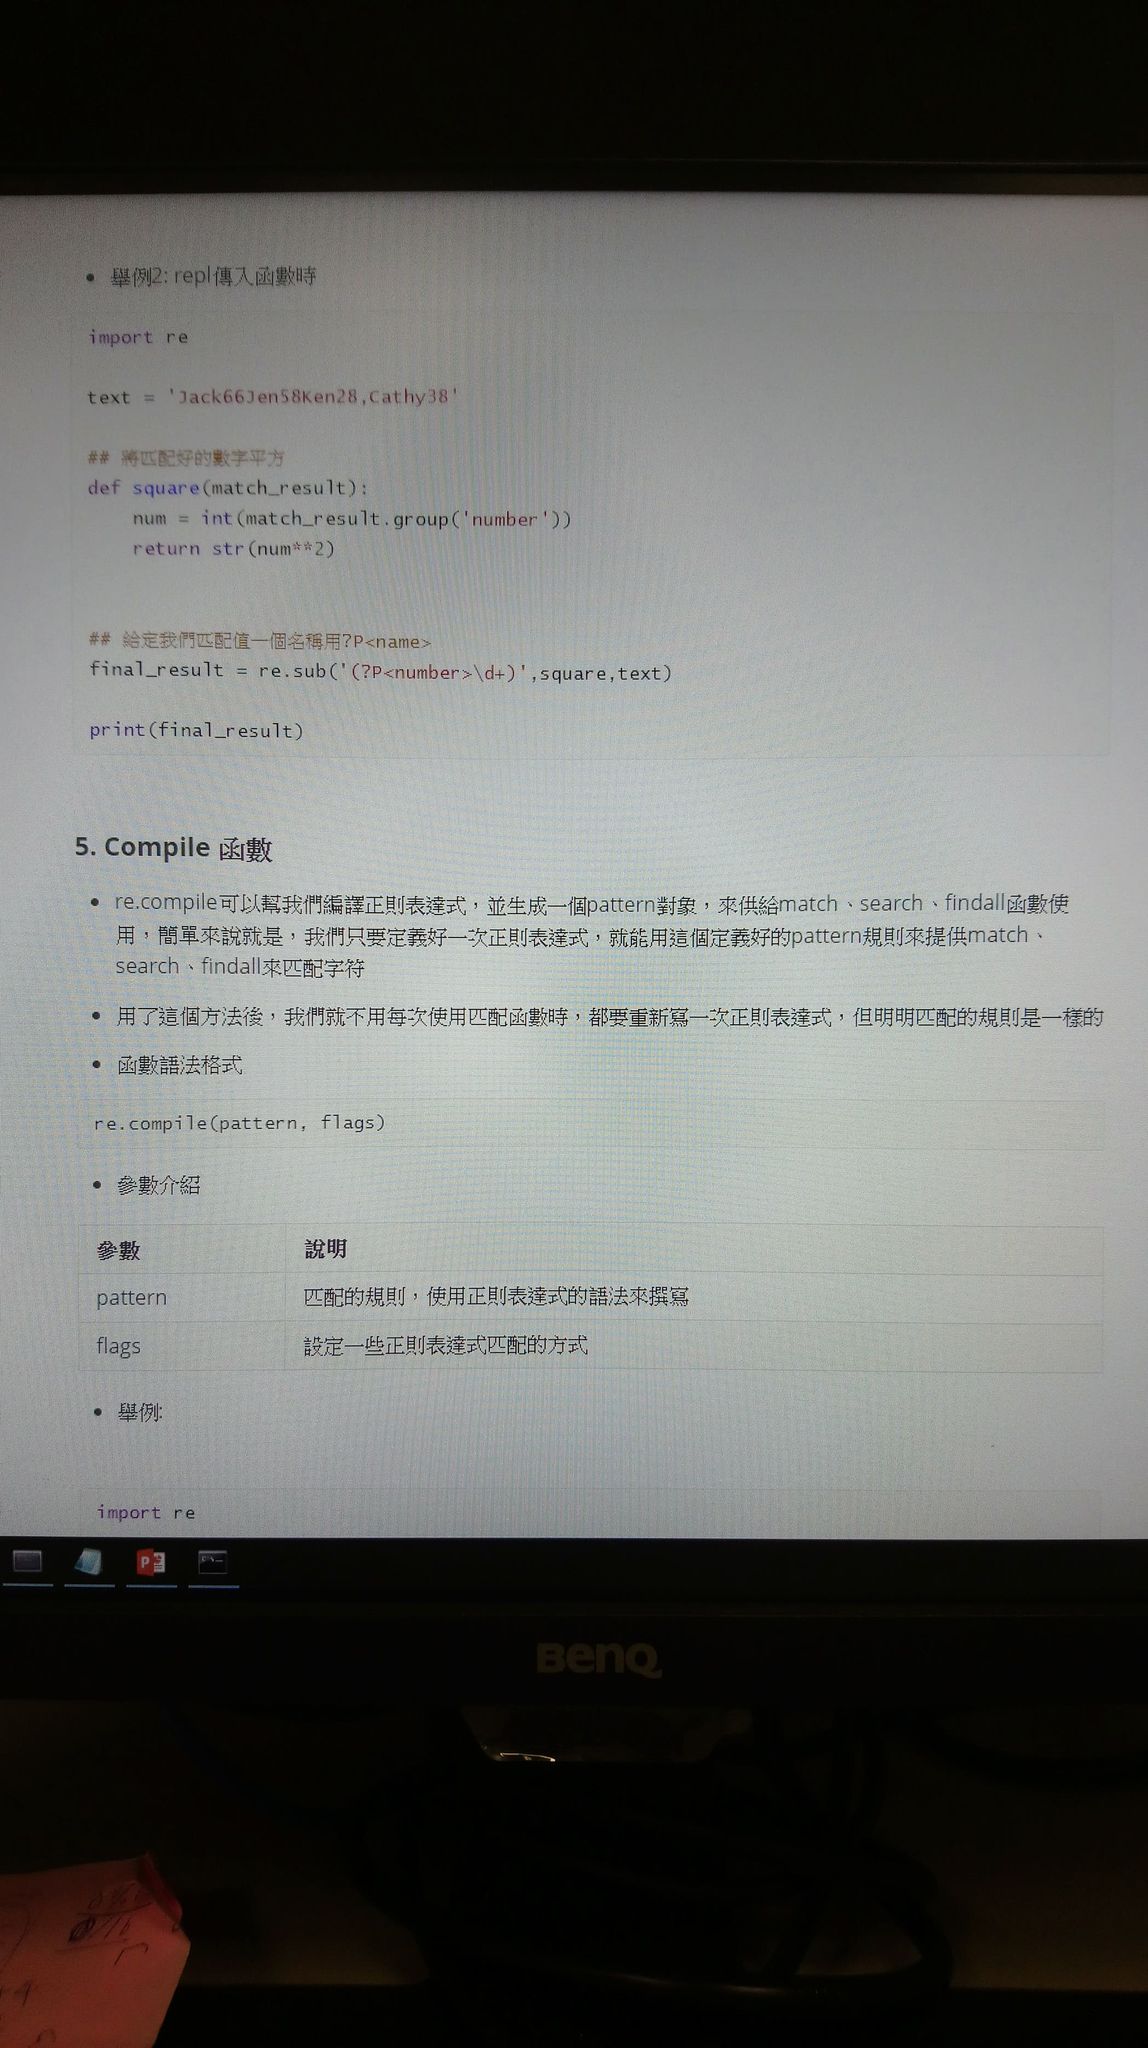 舉例2: repl傳入函數時
import re
text = 'Jack66Jen58Ken28,Cathy38'
## 將匹配好的數字平方
def square(match_result):
num = int(match_result.group('number'))
return str(num**2)
## 給定我們匹配值一個名稱用?P<name>
final_result = re.sub('(?P<number>\d+)',square,text)
print(final_result)
5. Compile 函數
re.compile可以幫我們編譯正則表達式，並生成一個pattern對象，來供給match、search、findall函數使
用，簡單來說就是，我們只要定義好一次正則表達式，就能用這個定義好的pattern規則來提供match、
search、findall來匹配字符
用了這個方法後，我們就不用每次使用匹配函數時，都要重新寫一次正則表達式，但明明匹配的規則是一樣的
函數語法格式
re.compile(pattern, flags)
參數介紹
參數 說明
pattern 匹配的規則，使用正則表達式的語法來撰寫
flags 設定一些正則表達式匹配的方式
舉例:
import re
BenQ